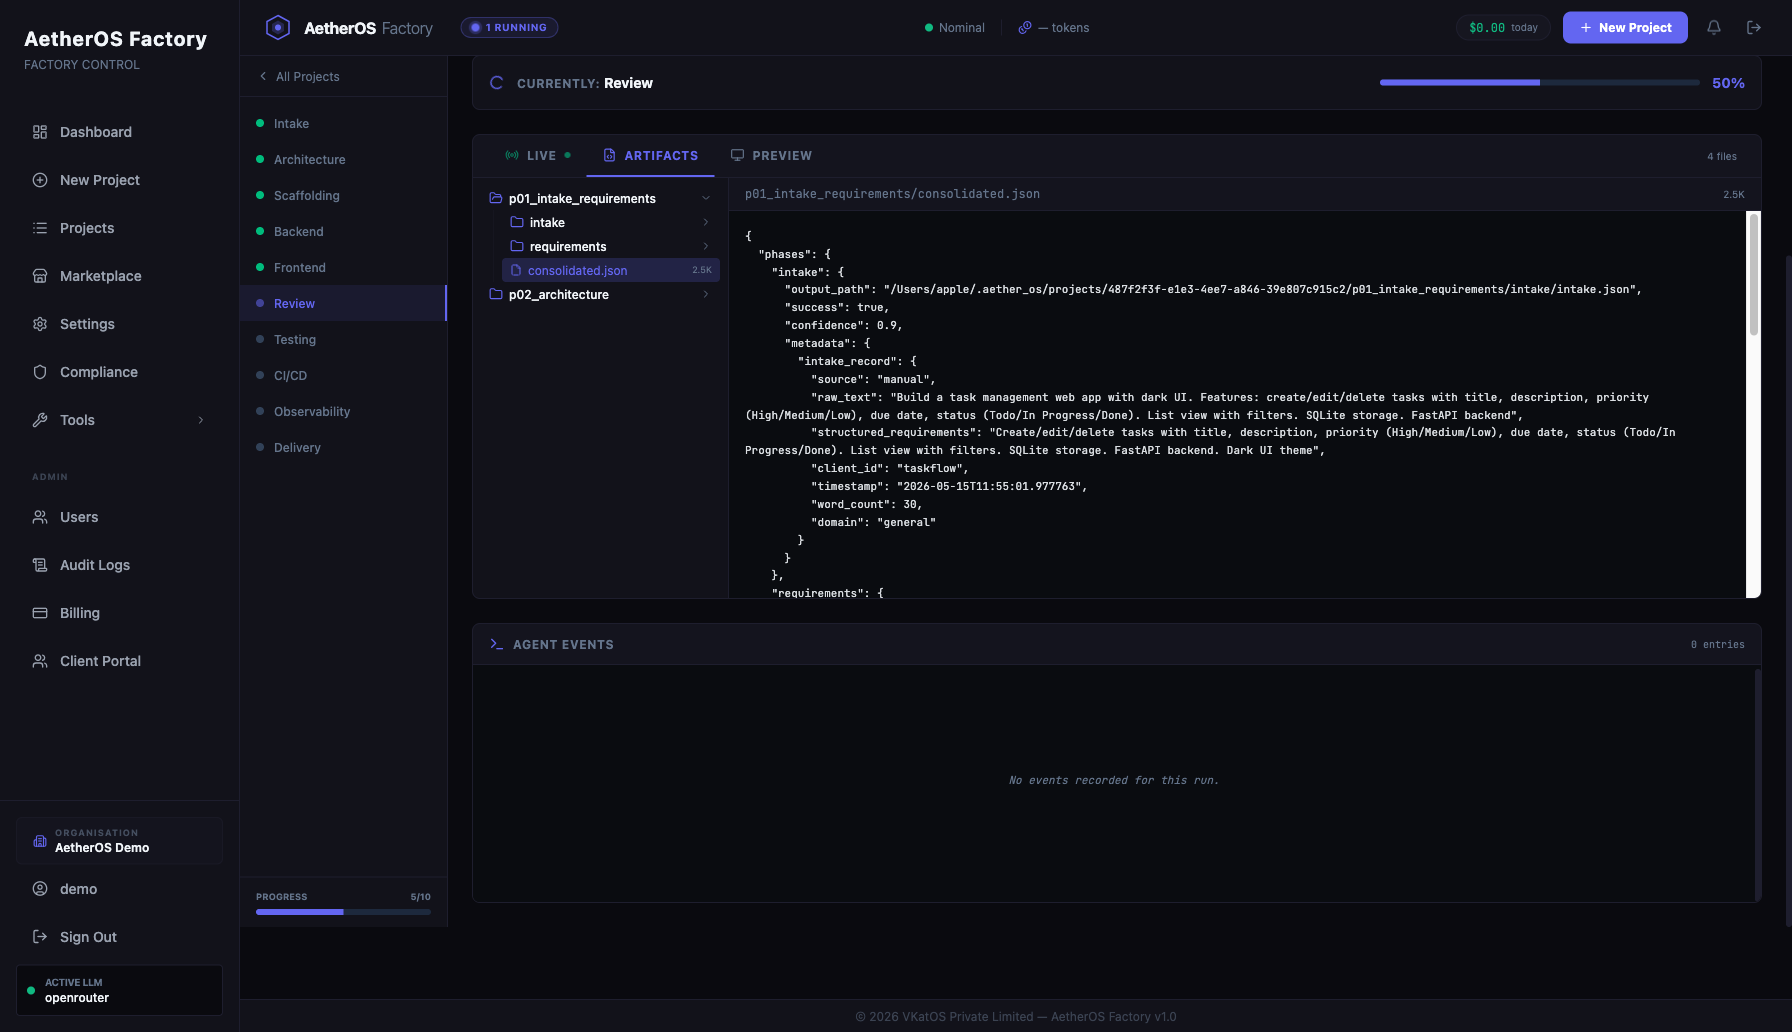 AetherOS Factory
FACTORY CONTROL
Dashboard
New Project
Projects
Marketplace
Settings
Compliance
Tools
ADMIN
Users
Audit Logs
Billing
Client Portal
ORGANISATION
AetherOS Demo
demo
Sign Out
ACTIVE LLM
openrouter
AetherOS Factory
1 RUNNING
Nominal
— tokens
$0.00 today
+ New Project
All Projects
Intake
Architecture
Scaffolding
Backend
Frontend
Review
Testing
CI/CD
Observability
Delivery
PROGRESS 5/10
CURRENTLY: Review
50%
LIVE
ARTIFACTS
PREVIEW
4 files
p01_intake_requirements
intake
requirements
consolidated.json 2.5K
p02_architecture
p01_intake_requirements/consolidated.json 2.5K
{
"phases": {
"intake": {
"output_path": "/Users/apple/.aether_os/projects/487f2f3f-e1e3-4ee7-a846-39e807c915c2/p01_intake_requirements/intake/intake.json",
"success": true,
"confidence": 0.9,
"metadata": {
"intake_record": {
"source": "manual",
"raw_text": "Build a task management web app with dark UI. Features: create/edit/delete tasks with title, description, priority
(High/Medium/Low), due date, status (Todo/In Progress/Done). List view with filters. SQLite storage. FastAPI backend",
"structured_requirements": "Create/edit/delete tasks with title, description, priority (High/Medium/Low), due date, status (Todo/In
Progress/Done). List view with filters. SQLite storage. FastAPI backend. Dark UI theme",
"client_id": "taskflow",
"timestamp": "2026-05-15T11:55:01.977763",
"word_count": 30,
"domain": "general"
}
}
},
"requirements": {
AGENT EVENTS
0 entries
No events recorded for this run.
© 2026 VKatOS Private Limited — AetherOS Factory v1.0